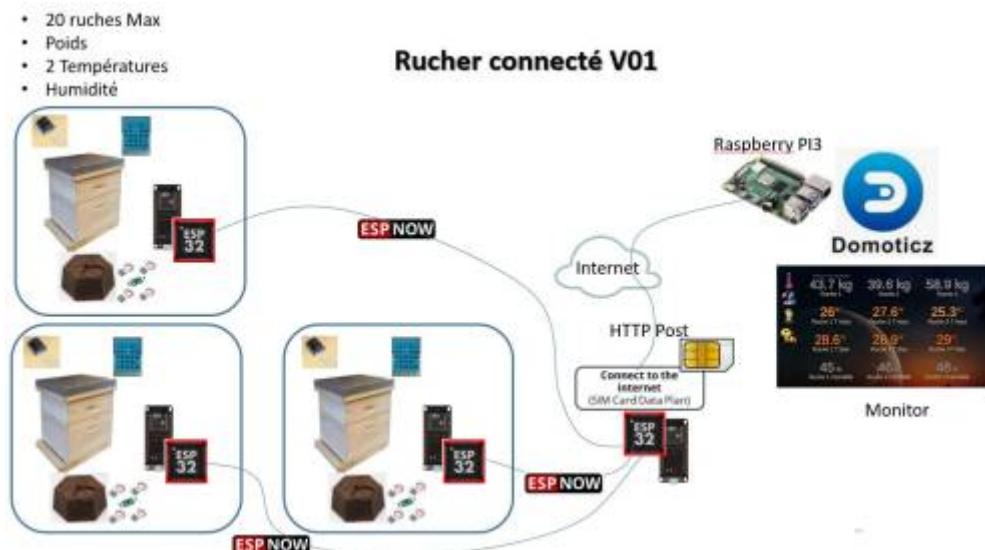 20 ruches Max
Poids
2 Températures
Humidité
Rucher connecté V01
Raspberry PI3
Domoticz
ESP 32
ESP NOW
Internet
43.7 kg 39.6 kg 58.9 kg
26° 27.6° 25.3°
28.6° 28.9° 29°
45 46 46
HTTP Post
Connect to the
internet
(SIM Card Data Plan)
Monitor
ESP 32
ESP 32
ESP 32
ESP NOW
ESP NOW